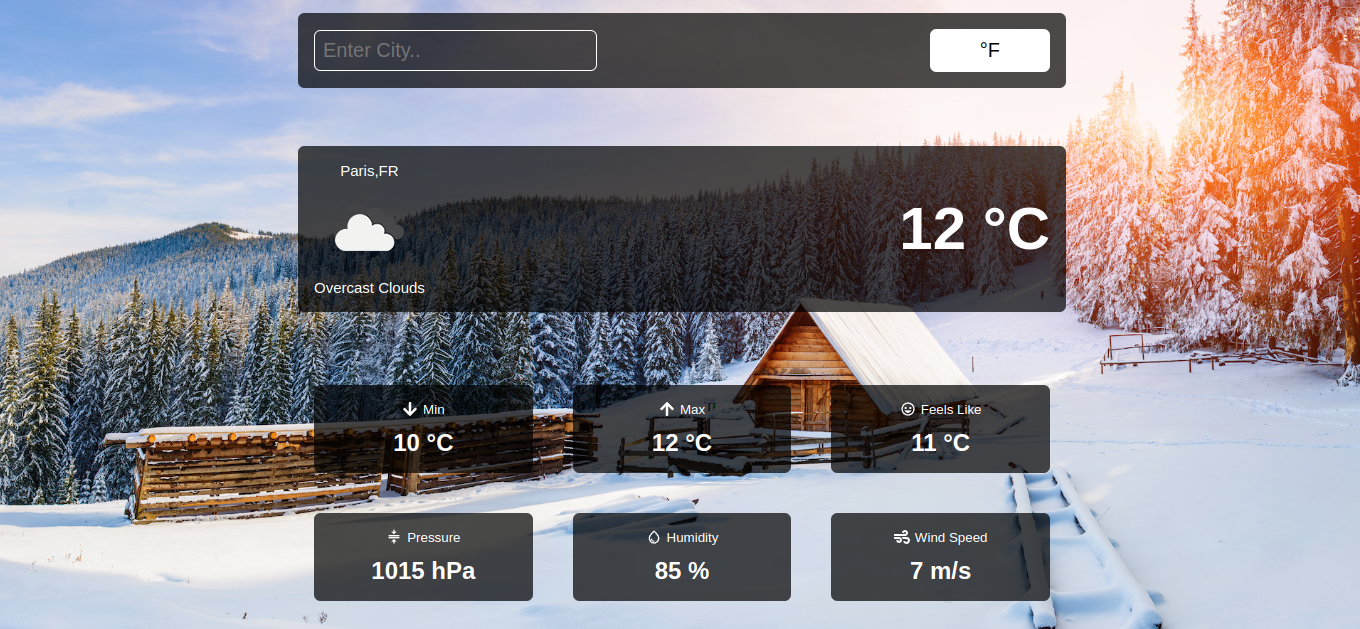 Enter City..
°F
Paris,FR
12 °C
Overcast Clouds
Min
10 °C
Max
12 °C
Feels Like
11 °C
Pressure
1015 hPa
Humidity
85 %
Wind Speed
7 m/s